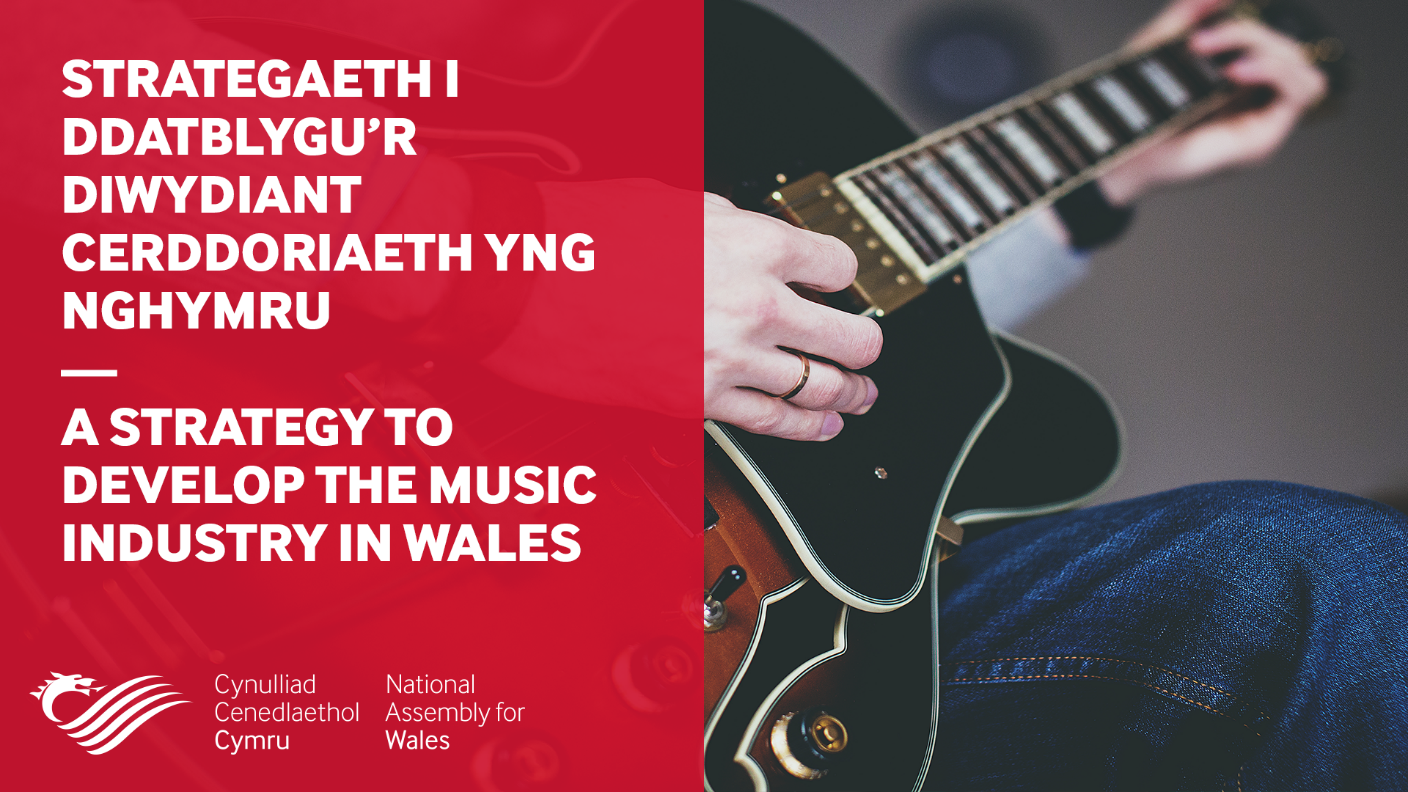 STRATEGAETH I
DDATBLYGU’R
DIWYDIANT
CERDDORIAETH YNG
NGHYMRU
A STRATEGY TO
DEVELOP THE MUSIC
INDUSTRY IN WALES
Cynulliad
Cenedlaethol
Cymru
National
Assembly for
Wales